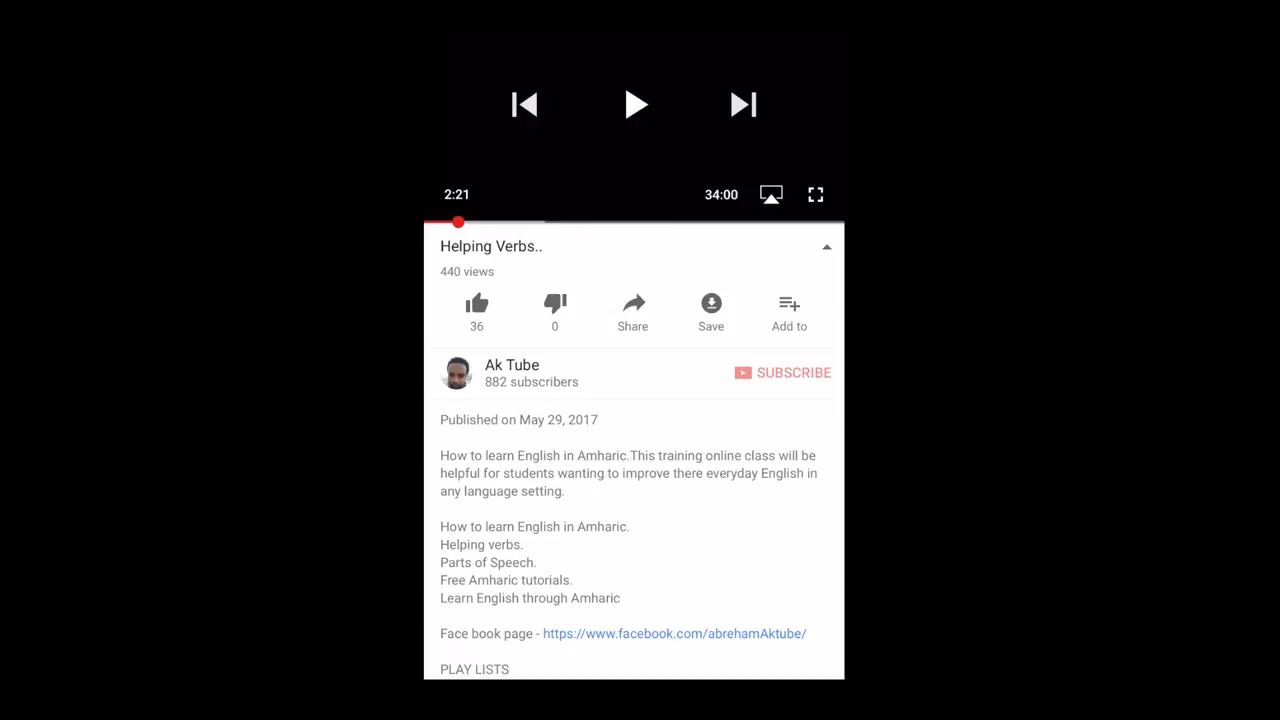 2:21
34:00
Helping Verbs..
440 views
36
0
Share
Save
Add to
Ak Tube
882 subscribers
SUBSCRIBE
Published on May 29, 2017
How to learn English in Amharic.This training online class will be
helpful for students wanting to improve there everyday English in
any language setting.
How to learn English in Amharic.
Helping verbs.
Parts of Speech.
Free Amharic tutorials.
Learn English through Amharic
Face book page - https://www.facebook.com/abrehamAktube/
PLAY LISTS